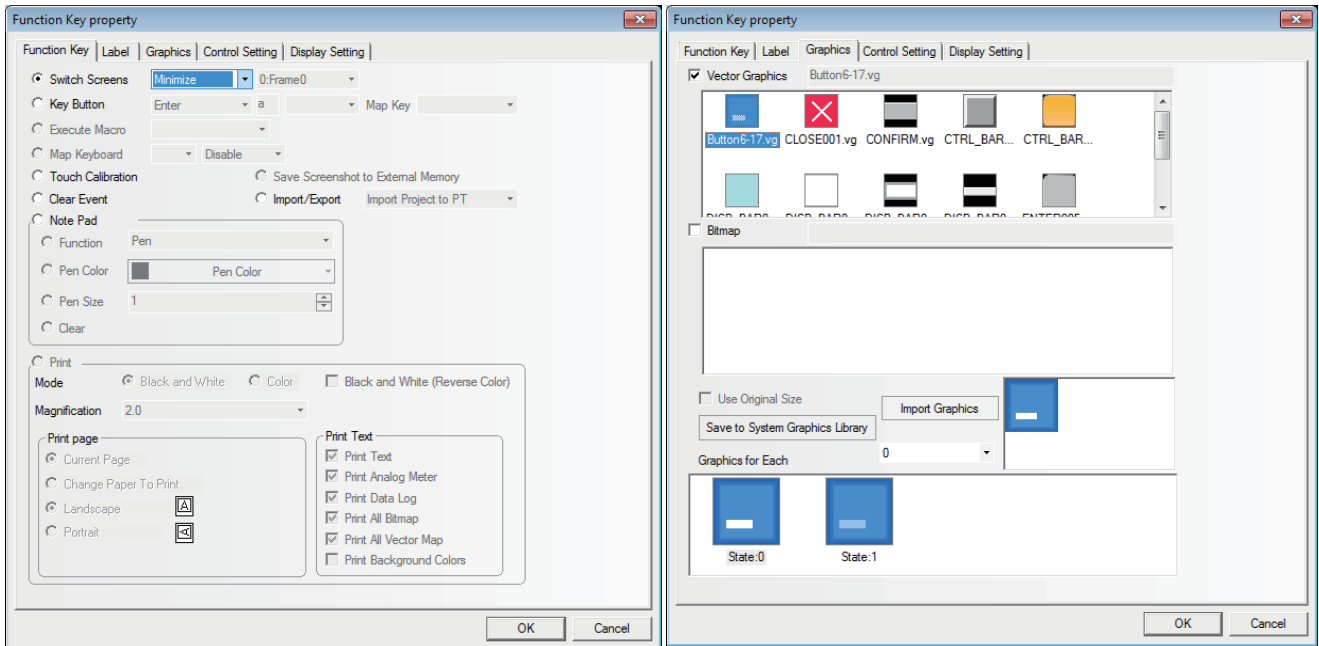 Function Key property
Function Key Label Graphics Control Setting Display Setting
Switch Screens Minimize 0:Frame0
Key Button Enter a Map Key
Execute Macro
Map Keyboard Disable
Touch Calibration Save Screenshot to External Memory
Clear Event Import/Export Import Project to PT
Note Pad
Function Pen
Pen Color Pen Color
Pen Size 1
Clear
Print
Mode Black and White Color Black and White (Reverse Color)
Magnification 2.0
Print page
Current Page
Change Paper To Print
Landscape A
Portrait A
Print Text
Print Text
Print Analog Meter
Print Data Log
Print All Bitmap
Print All Vector Map
Print Background Colors
OK Cancel
Function Key property
Function Key Label Graphics Control Setting Display Setting
Vector Graphics Button6-17.vg
Button6-17.vg CLOSE001.vg CONFIRM.vg CTRL_BAR... CTRL_BAR...
Bitmap
Use Original Size
Import Graphics
Save to System Graphics Library
Graphics for Each 0
State:0 State:1
OK Cancel